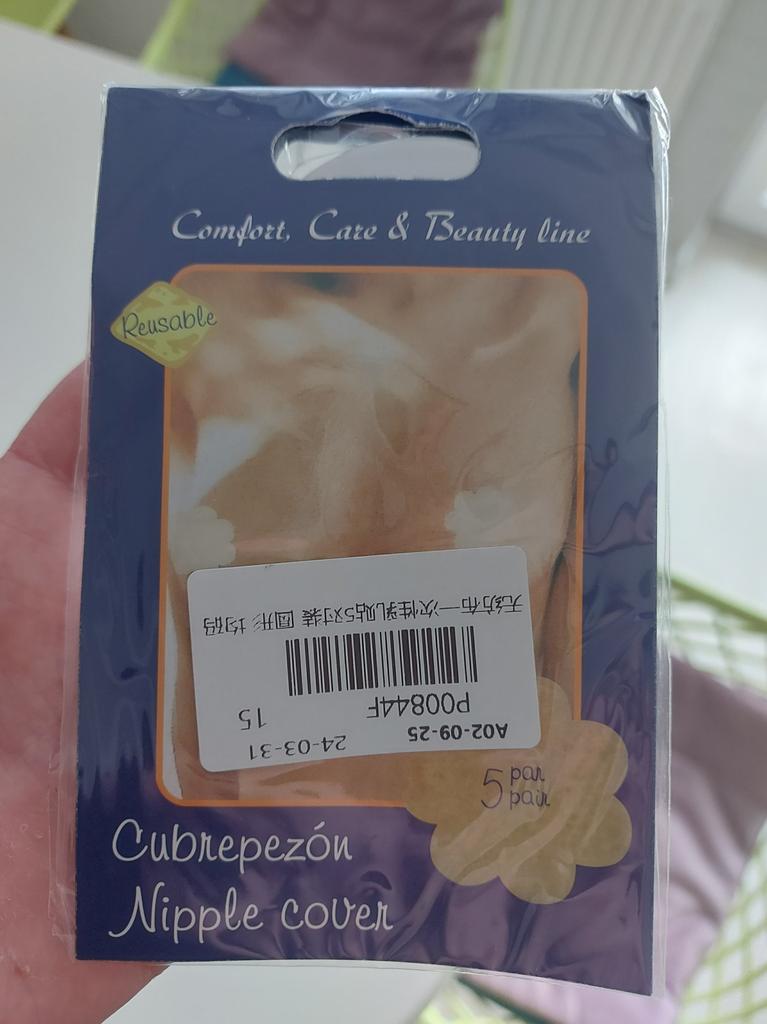 Comfort, Care & Beauty line
Reusable
无纺布一次性乳贴5对装 圆形 均码
P00844F
15
A02-09-25
24-03-31
5 par
pair
Cubrepezón
Nipple cover